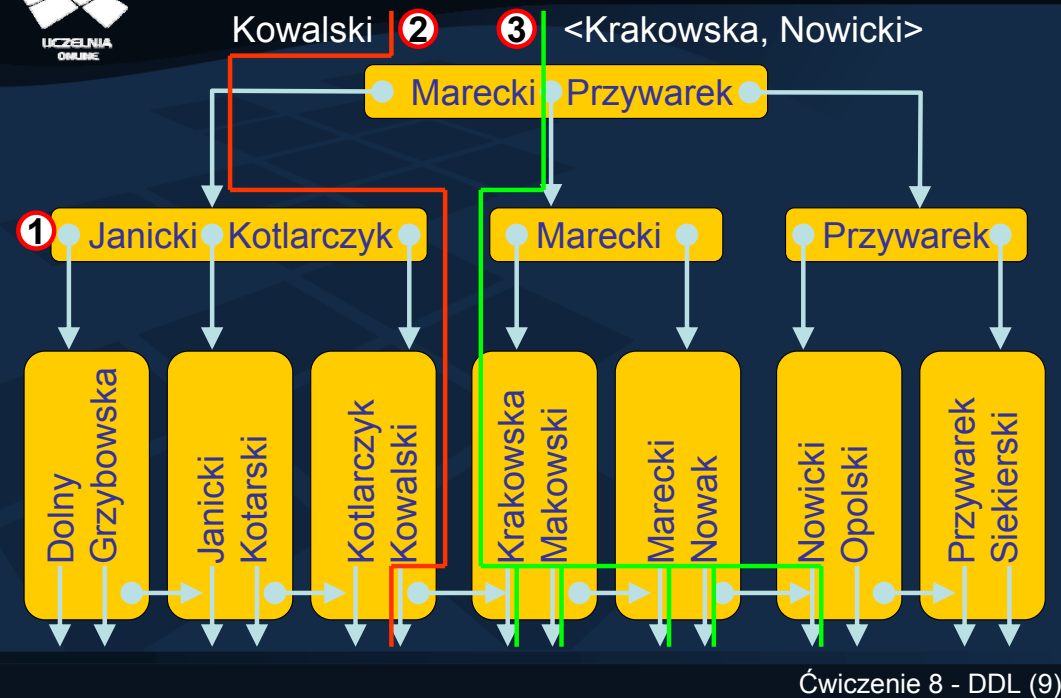 UCZELNIA
ONLINE
Kowalski 2 3 <Krakowska, Nowicki>
Marecki Przywarek
1 Janicki Kotlarczyk Marecki Przywarek
Dolny
Grzybowska
Janicki
Kotarski
Kotlarczyk
Kowalski
Krakowska
Makowski
Marecki
Nowak
Nowicki
Opolski
Przywarek
Siekierski
Ćwiczenie 8 - DDL (9)